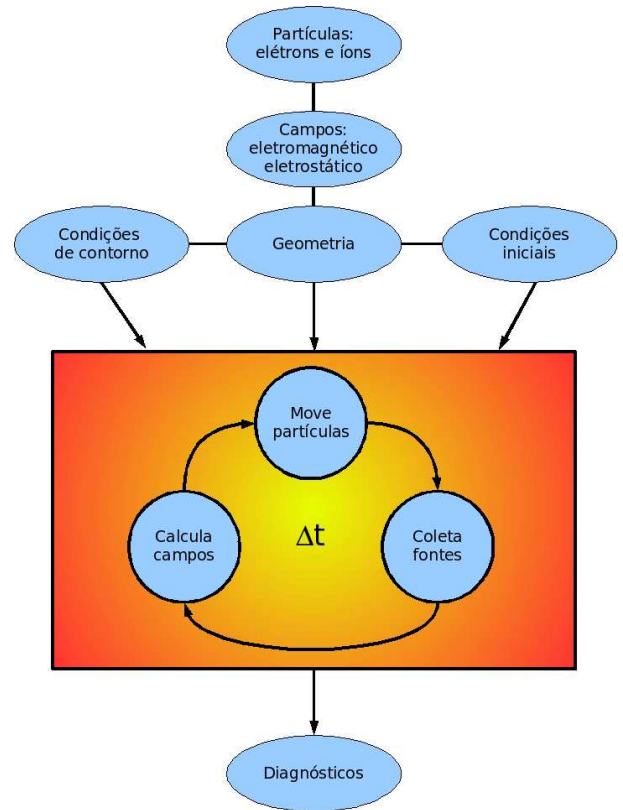 Partículas:
elétrons e íons
Campos:
eletromagnético
eletrostático
Condições
de contorno
Geometria
Condições
iniciais
Move
partículas
Calcula
campos
Δt
Coleta
fontes
Diagnósticos